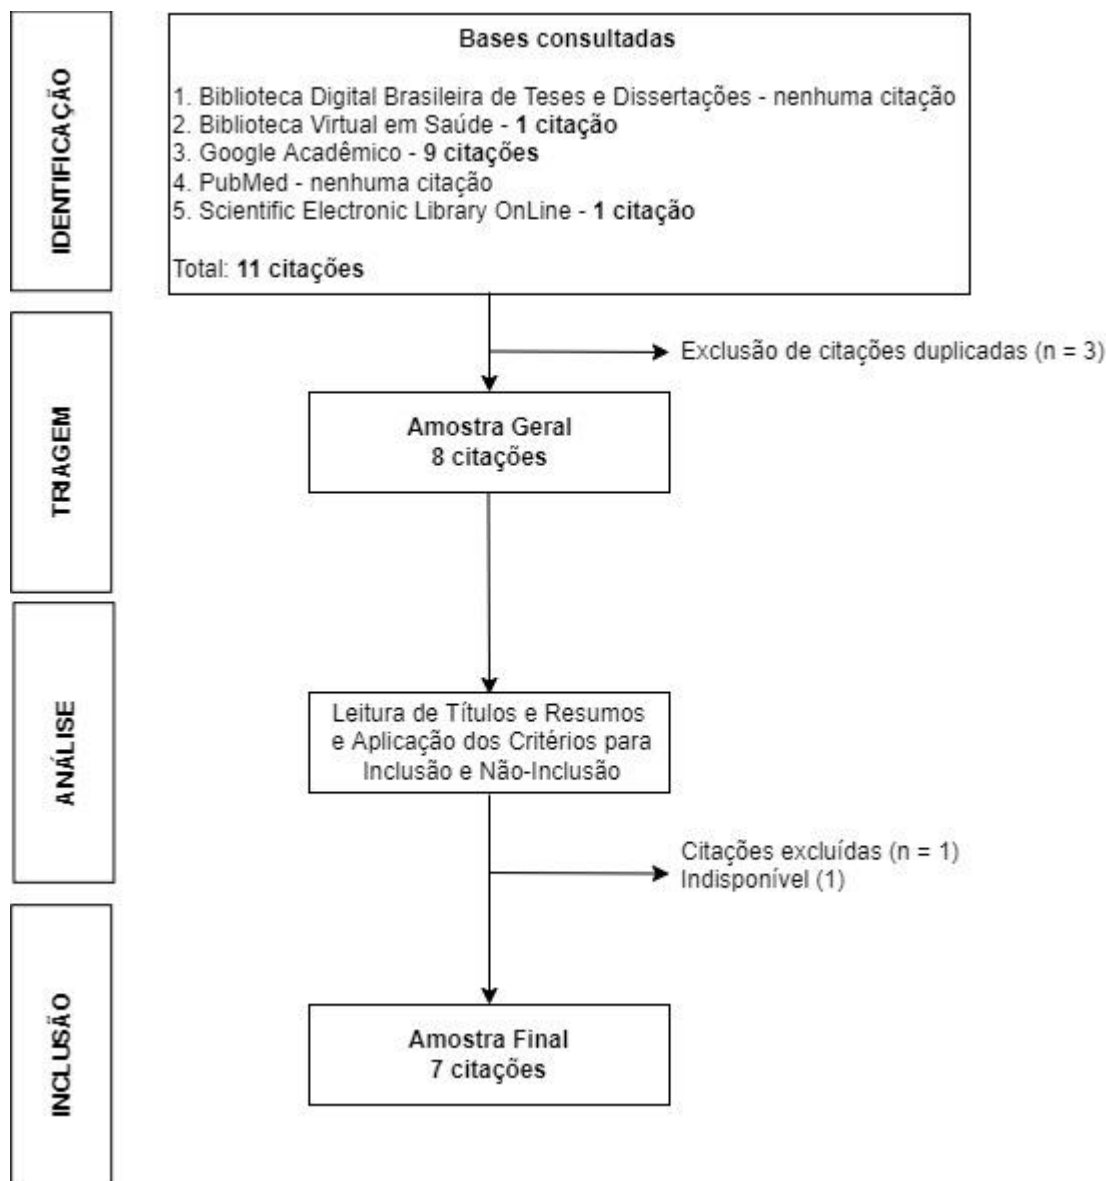 IDENTIFICAÇÃO
Bases consultadas
1. Biblioteca Digital Brasileira de Teses e Dissertações - nenhuma citação
2. Biblioteca Virtual em Saúde - 1 citação
3. Google Acadêmico - 9 citações
4. PubMed - nenhuma citação
5. Scientific Electronic Library OnLine - 1 citação
Total: 11 citações
TRIAGEM
Exclusão de citações duplicadas (n = 3)
Amostra Geral
8 citações
ANÁLISE
Leitura de Títulos e Resumos
e Aplicação dos Critérios para
Inclusão e Não-Inclusão
Citações excluídas (n = 1)
Indisponível (1)
INCLUSÃO
Amostra Final
7 citações